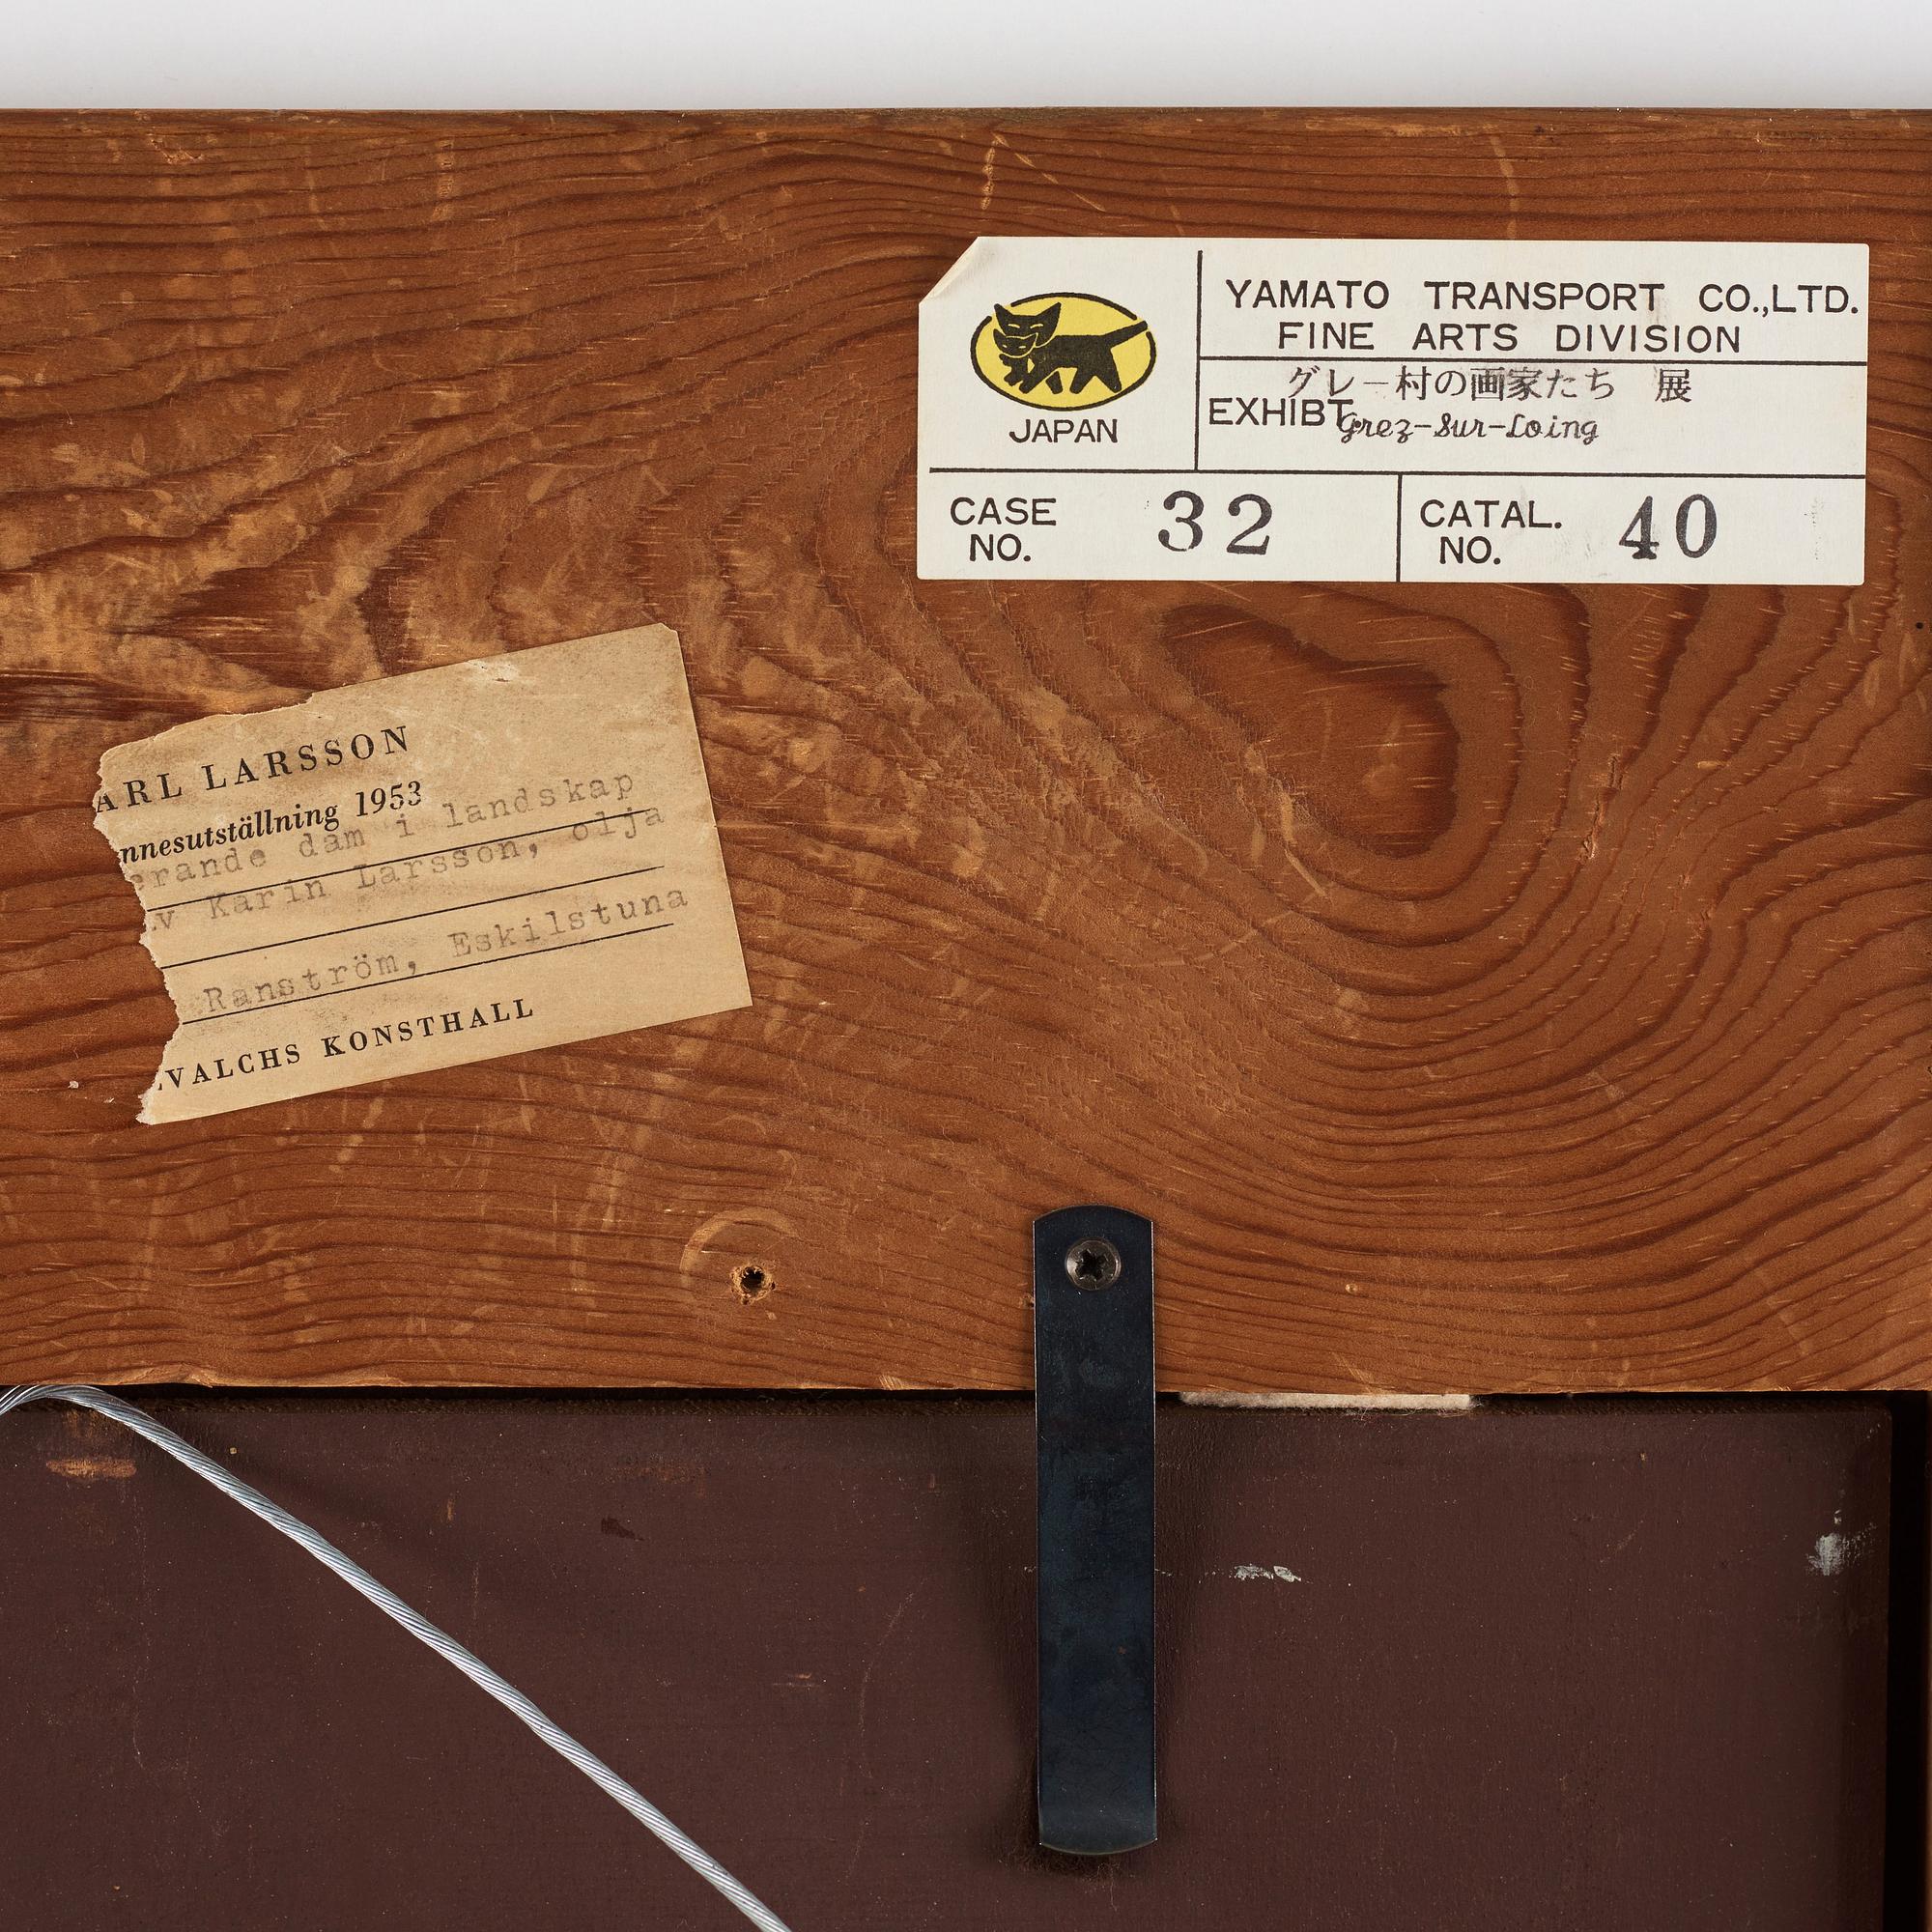 YAMATO TRANSPORT CO.,LTD.
FINE ARTS DIVISION
グレー村の画家たち 展
EXHIBT.
Grez-sur-Loing
JAPAN
CASE NO. 32
CATAL. NO. 40
ARL LARSSON
nnesutställning 1953
erande dam i landskap
v Karin Larsson, olja
Ranström, Eskilstuna
VALCHS KONSTHALL